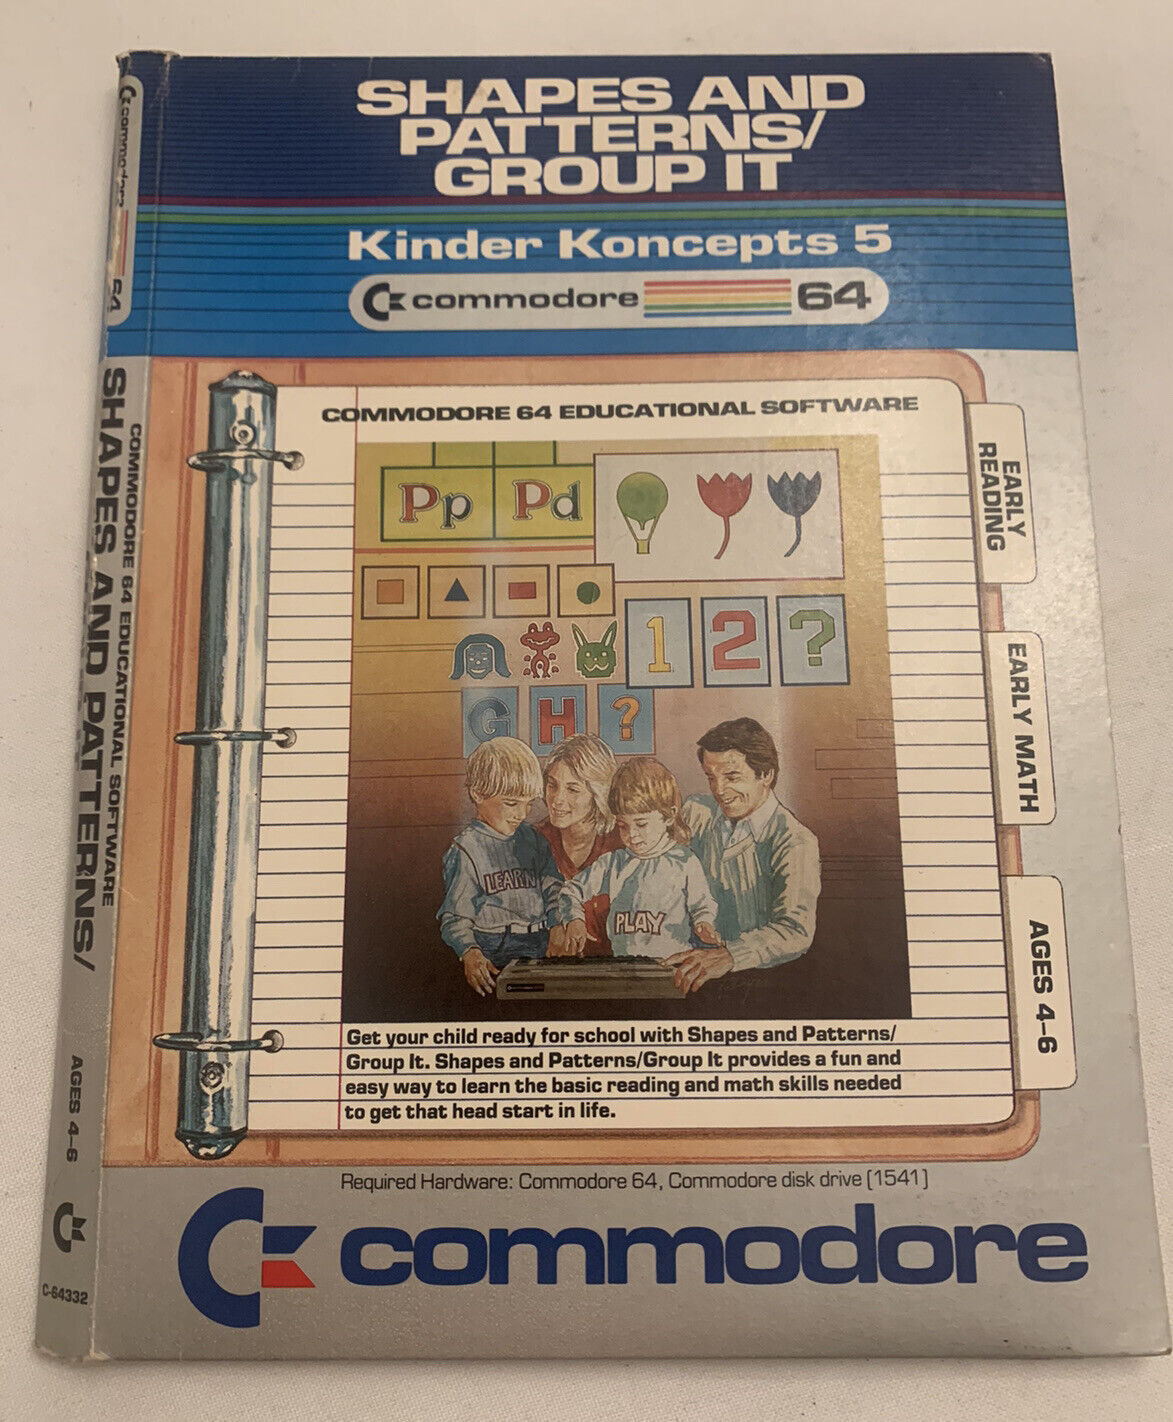 SHAPES AND
PATTERNS/
GROUP IT
Kinder Koncepts 5
commodore 64
COMMODORE 64 EDUCATIONAL SOFTWARE
Pp Pd
1 2 ?
G H ?
LEARN
PLAY
EARLY
READING
EARLY MATH
AGES 4-6
Get your child ready for school with Shapes and Patterns/
Group It. Shapes and Patterns/Group It provides a fun and
easy way to learn the basic reading and math skills needed
to get that head start in life.
Required Hardware: Commodore 64, Commodore disk drive [1541]
commodore
commodore 64
COMMODORE 64 EDUCATIONAL SOFTWARE
SHAPES AND PATTERNS/
AGES 4-6
C-64332